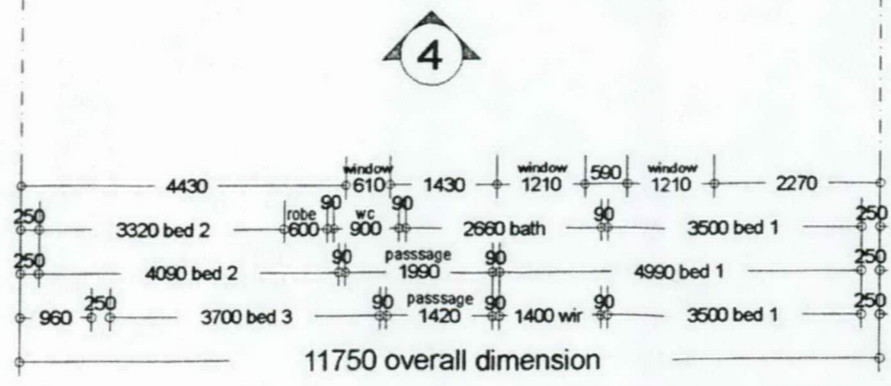 4
window window window
4430 610 1430 1210 590 1210 2270
250 90 90 90 250
robe wc
3320 bed 2 600 900 2660 bath 3500 bed 1
250 90 passsage 90 250
4090 bed 2 1990 4990 bed 1
250 90 passsage 90 90 250
960 3700 bed 3 1420 1400 wir 3500 bed 1
11750 overall dimension